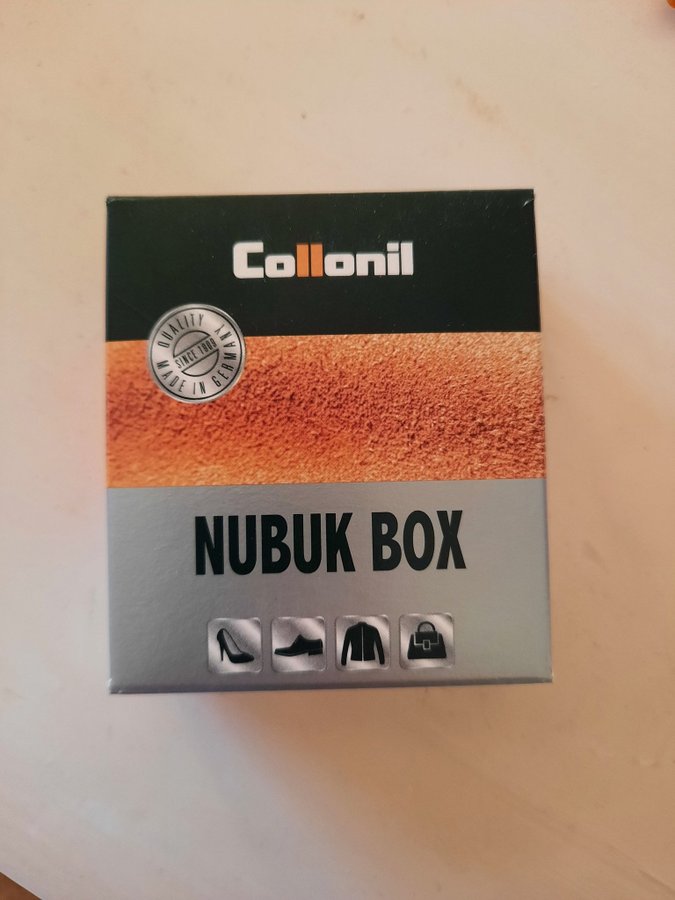 Collonil
QUALITY
SINCE 1909
MADE IN GERMANY
NUBUK BOX